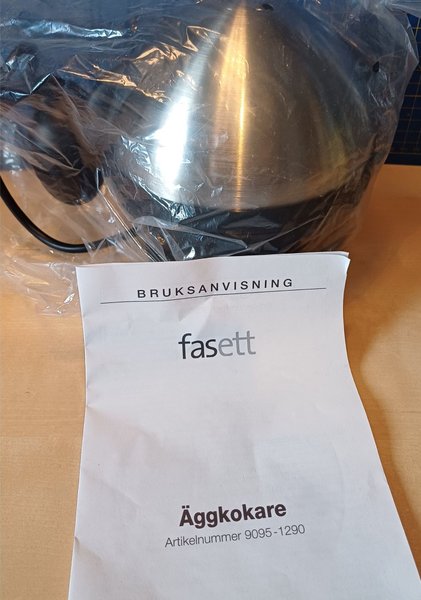 BRUKSANVISNING
fasett
Äggkokare
Artikelnummer 9095-1290